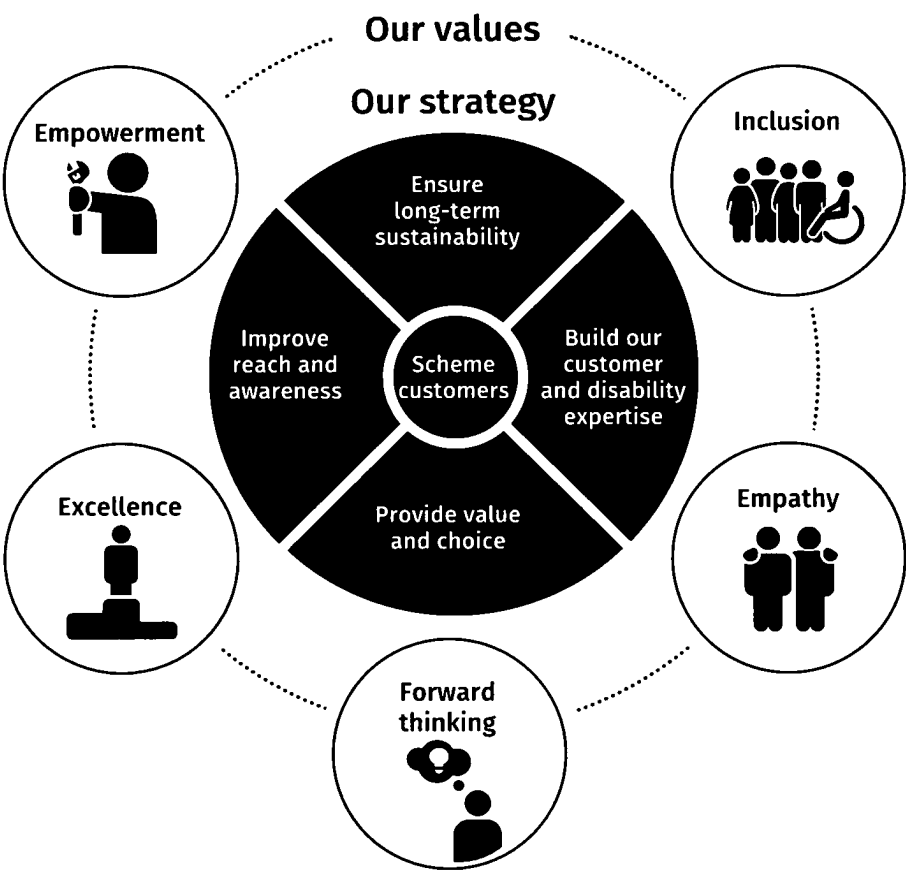 Our values
Our strategy
Empowerment
Inclusion
Ensure
long-term
sustainability
Improve
reach and
awareness
Scheme
customers
Build our
customer
and disability
expertise
Provide value
and choice
Excellence
Empathy
Forward
thinking